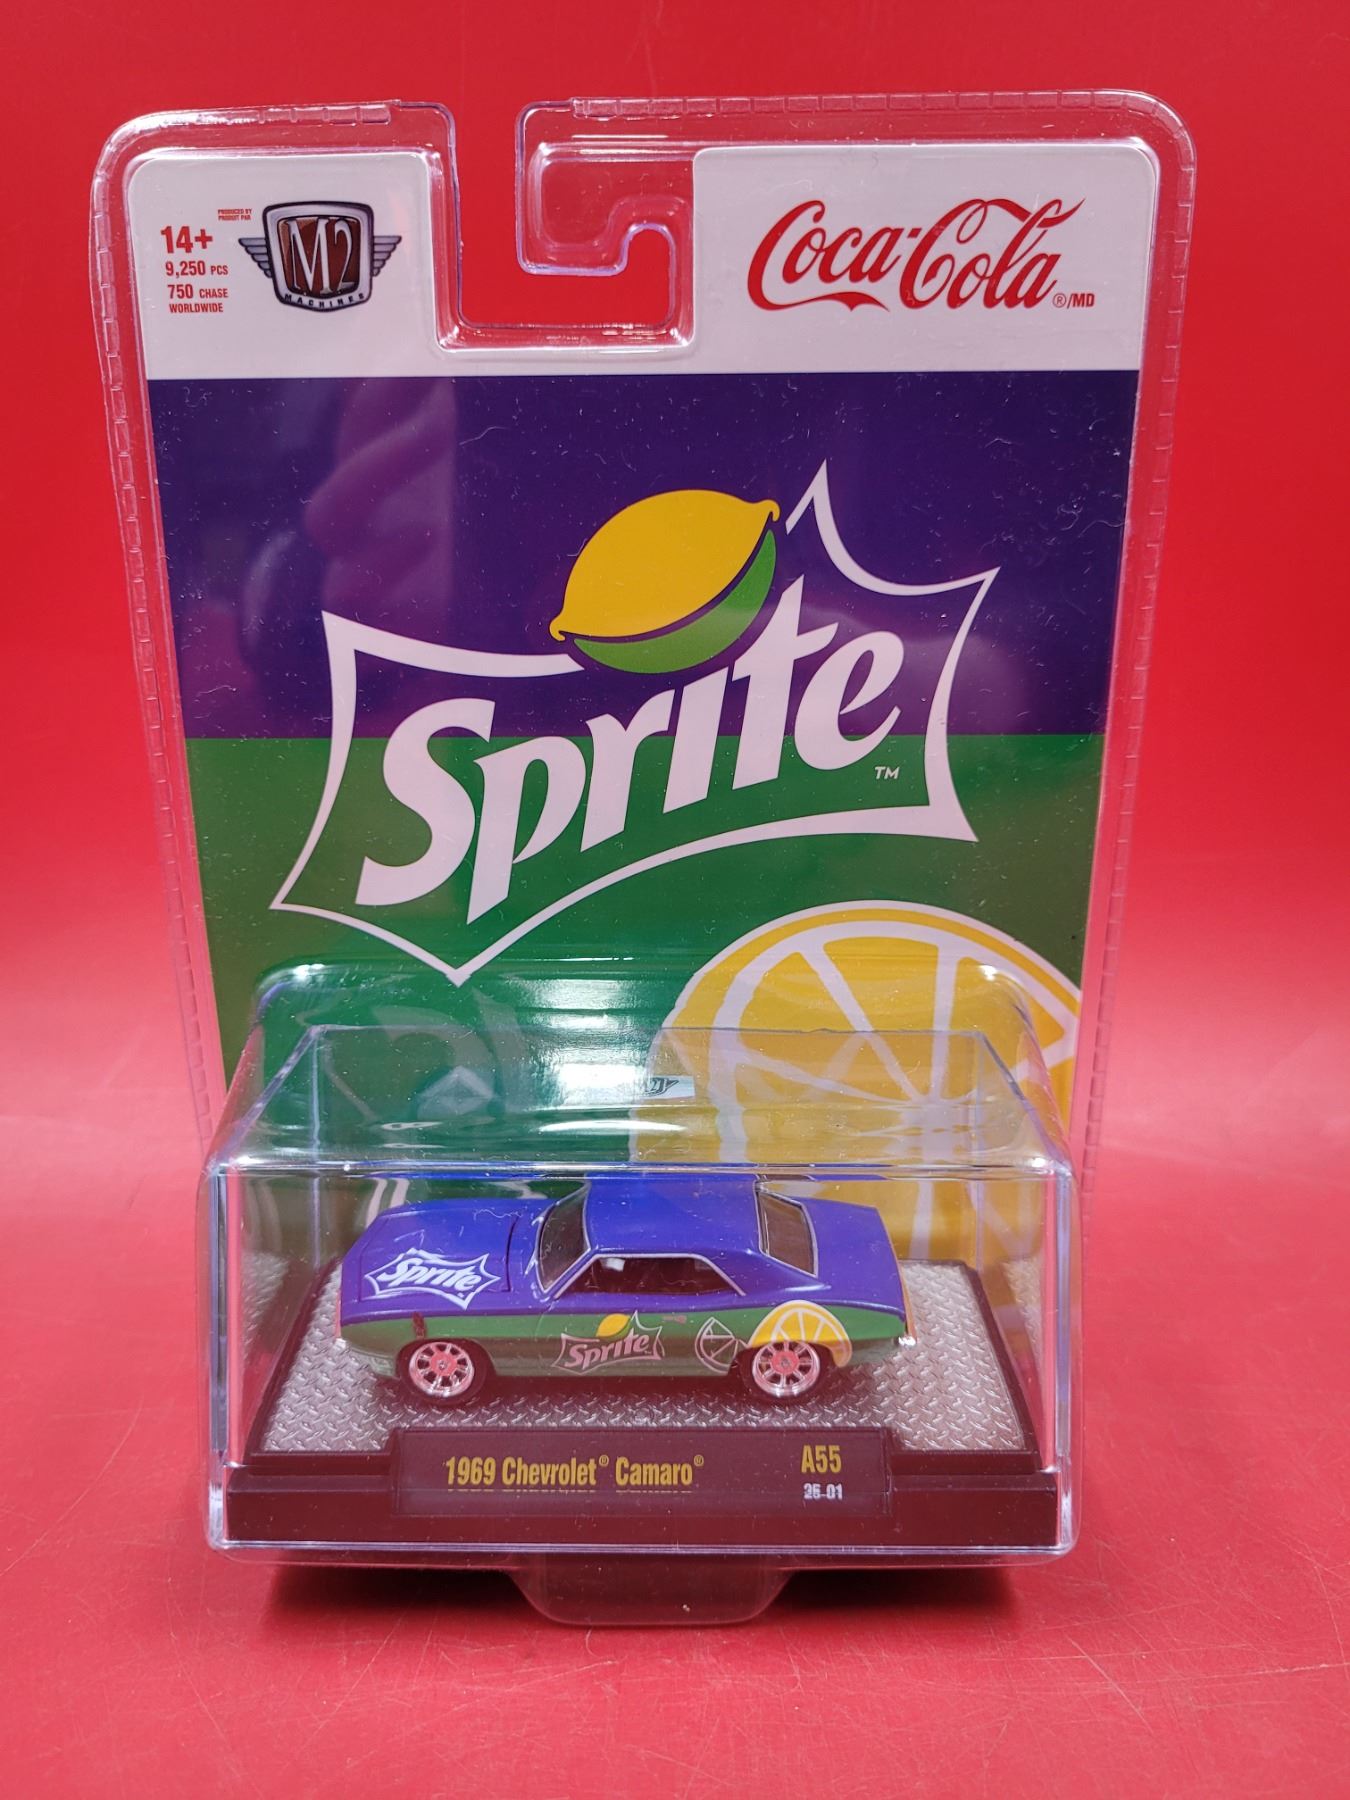 PRODUCED BY
PRODUIT PAR
14+
9,250 PCS
750 CHASE
WORLDWIDE
M2
MACHINES
Coca-Cola ®/MD
Sprite ™
Sprite
Sprite
1969 Chevrolet® Camaro®
A55
25-01